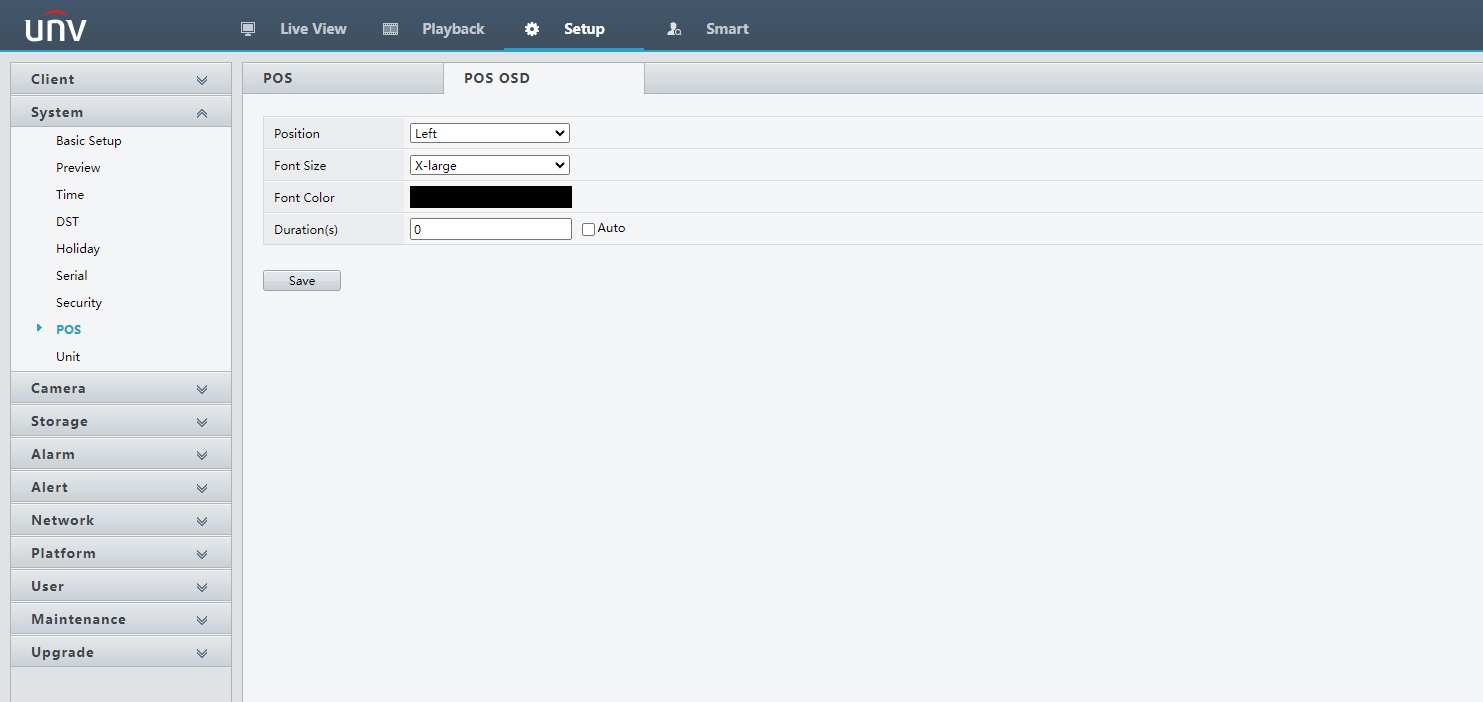 unv
Live View
Playback
Setup
Smart
Client
System
Basic Setup
Preview
Time
DST
Holiday
Serial
Security
POS
Unit
Camera
Storage
Alarm
Alert
Network
Platform
User
Maintenance
Upgrade
POS
POS OSD
Position
Left
Font Size
X-large
Font Color
Duration(s)
0
Auto
Save